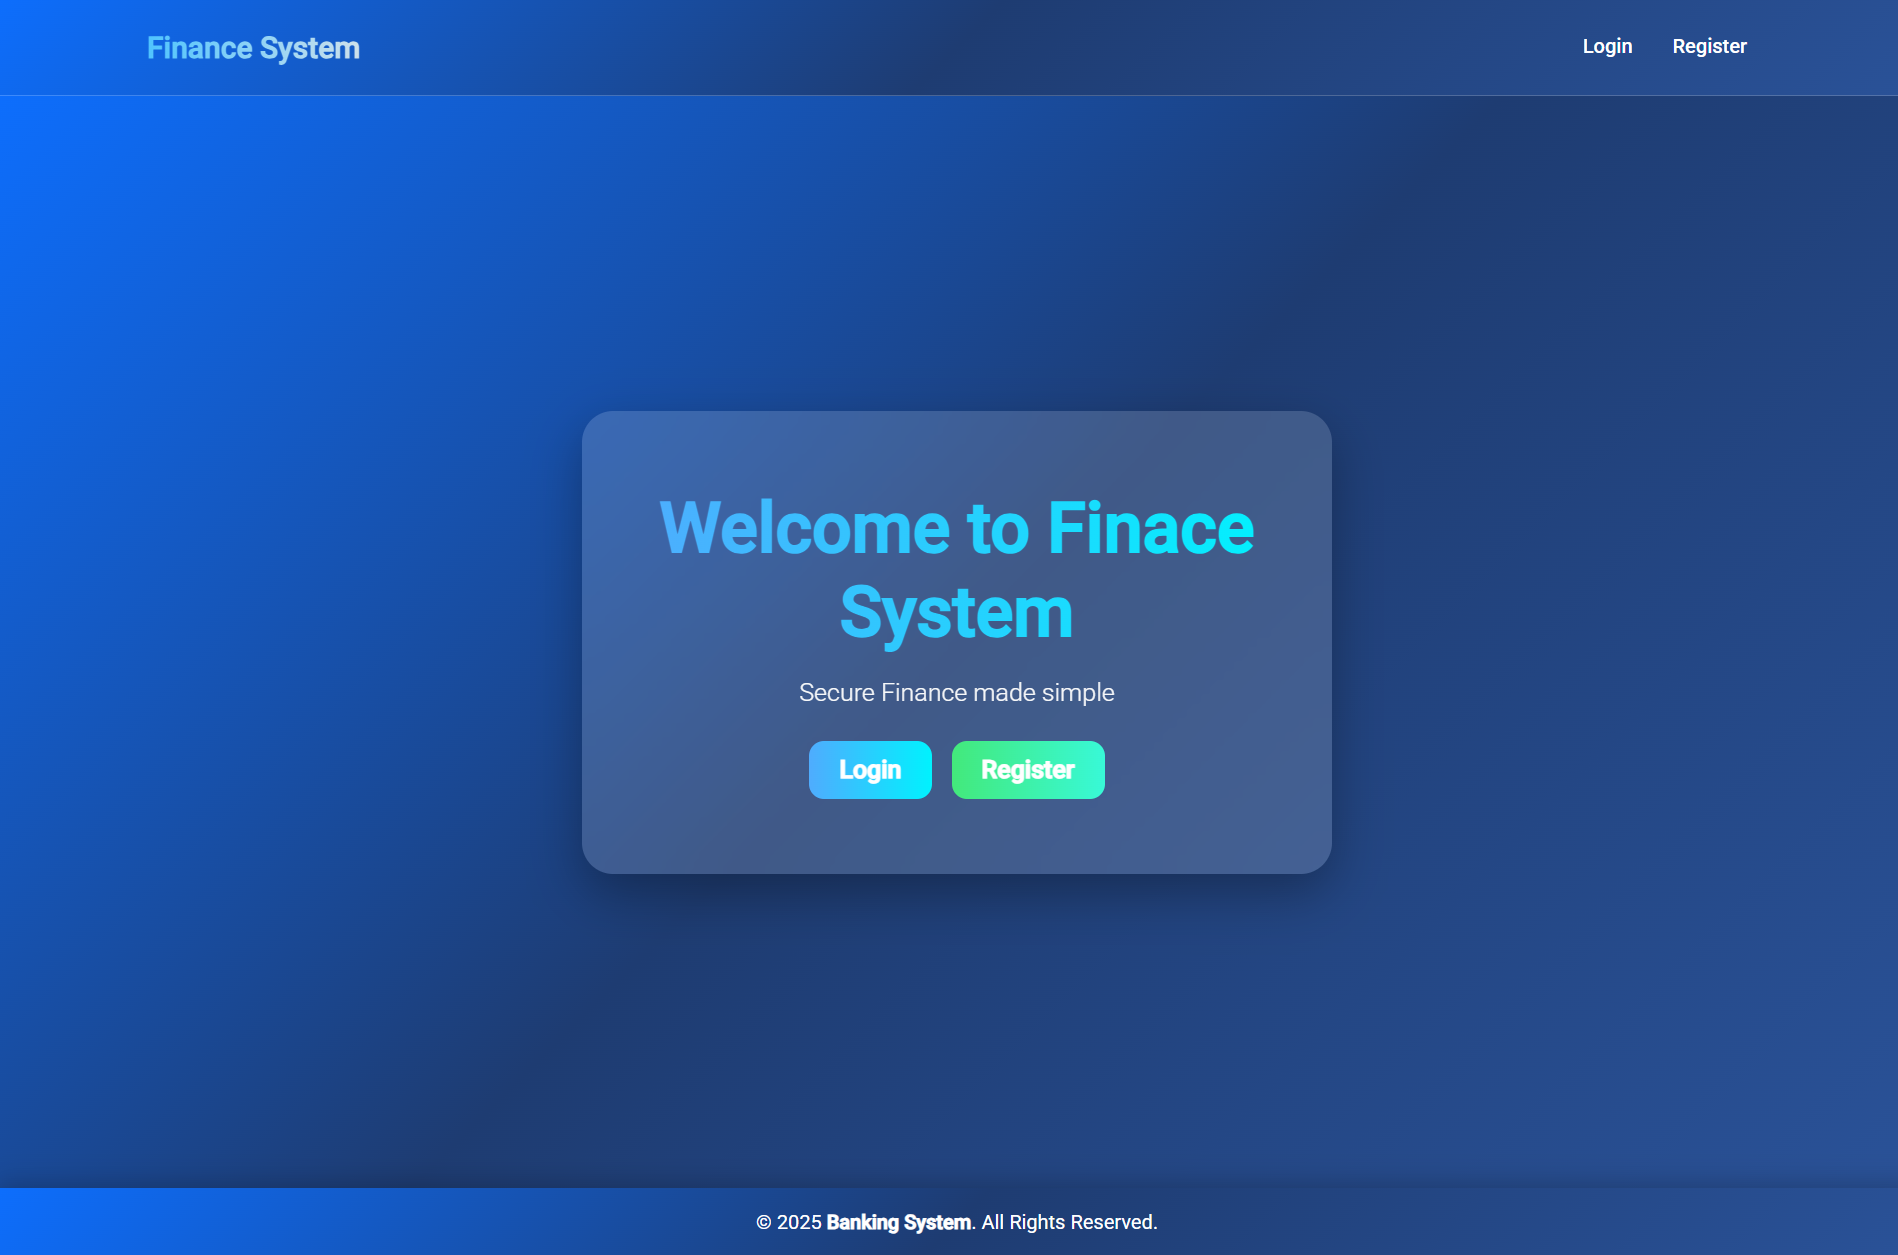 Finance System
Login Register
Welcome to Finace
System
Secure Finance made simple
Login Register
© 2025 Banking System. All Rights Reserved.